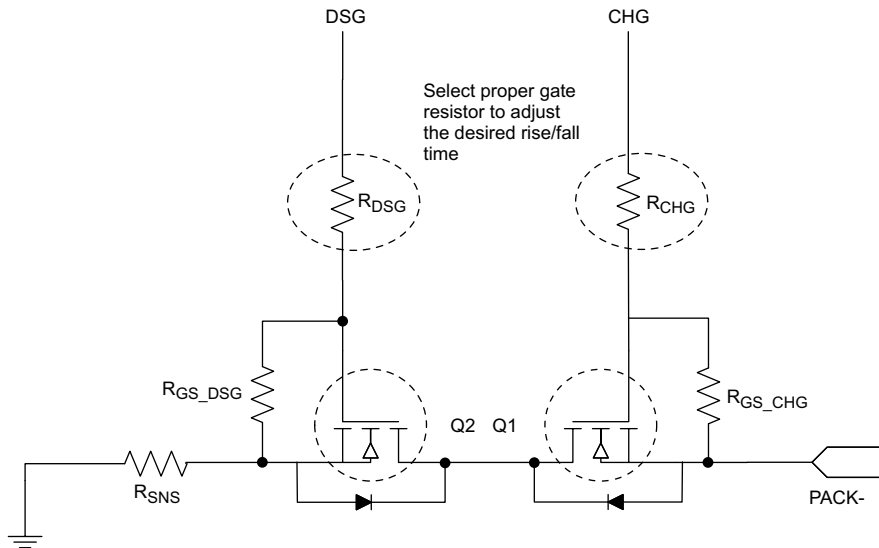 DSG
CHG
Select proper gate
resistor to adjust
the desired rise/fall
time
RDSG
RCHG
RGS_DSG
RGS_CHG
Q2 Q1
RSNS
PACK-